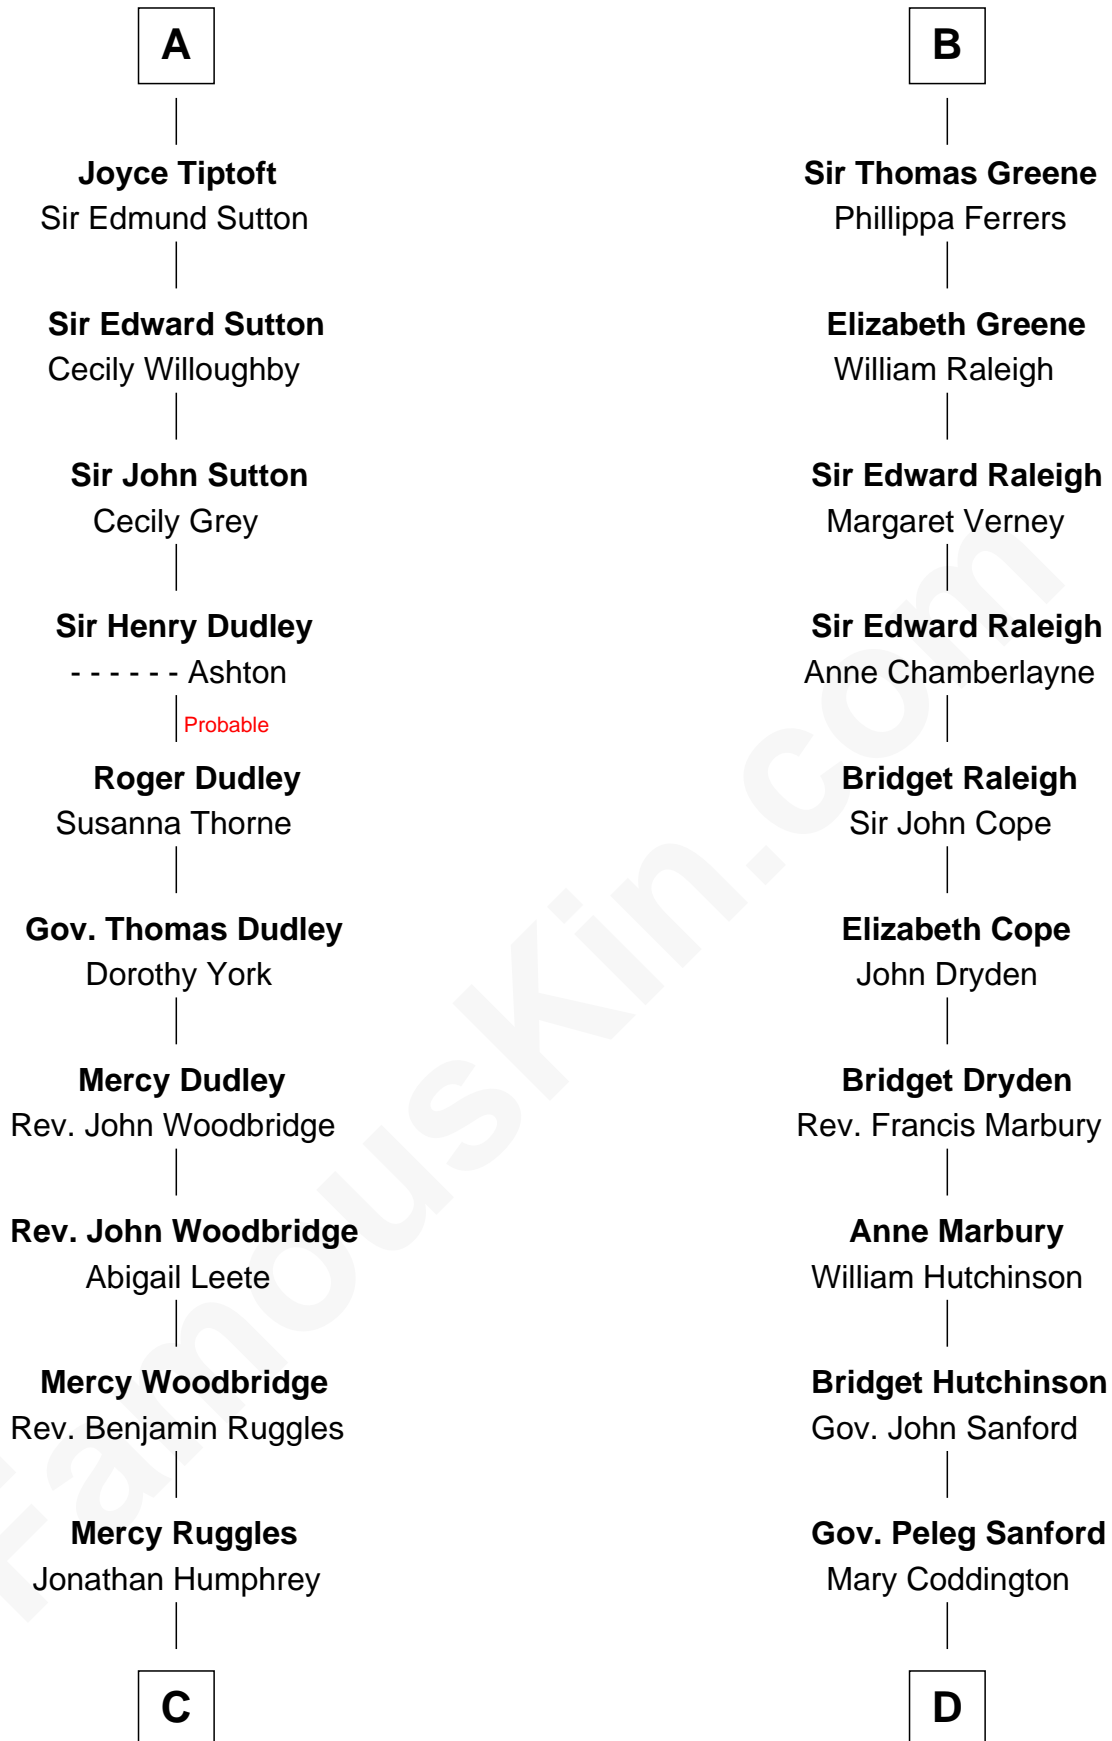 A
Joyce Tiptoft
Sir Edmund Sutton
Sir Edward Sutton
Cecily Willoughby
Sir John Sutton
Cecily Grey
Sir Henry Dudley
- - - - - - Ashton
Probable
Roger Dudley
Susanna Thorne
Gov. Thomas Dudley
Dorothy York
Mercy Dudley
Rev. John Woodbridge
Rev. John Woodbridge
Abigail Leete
Mercy Woodbridge
Rev. Benjamin Ruggles
Mercy Ruggles
Jonathan Humphrey
C
B
Sir Thomas Greene
Phillippa Ferrers
Elizabeth Greene
William Raleigh
Sir Edward Raleigh
Margaret Verney
Sir Edward Raleigh
Anne Chamberlayne
Bridget Raleigh
Sir John Cope
Elizabeth Cope
John Dryden
Bridget Dryden
Rev. Francis Marbury
Anne Marbury
William Hutchinson
Bridget Hutchinson
Gov. John Sanford
Gov. Peleg Sanford
Mary Coddington
D
FamousKin.com